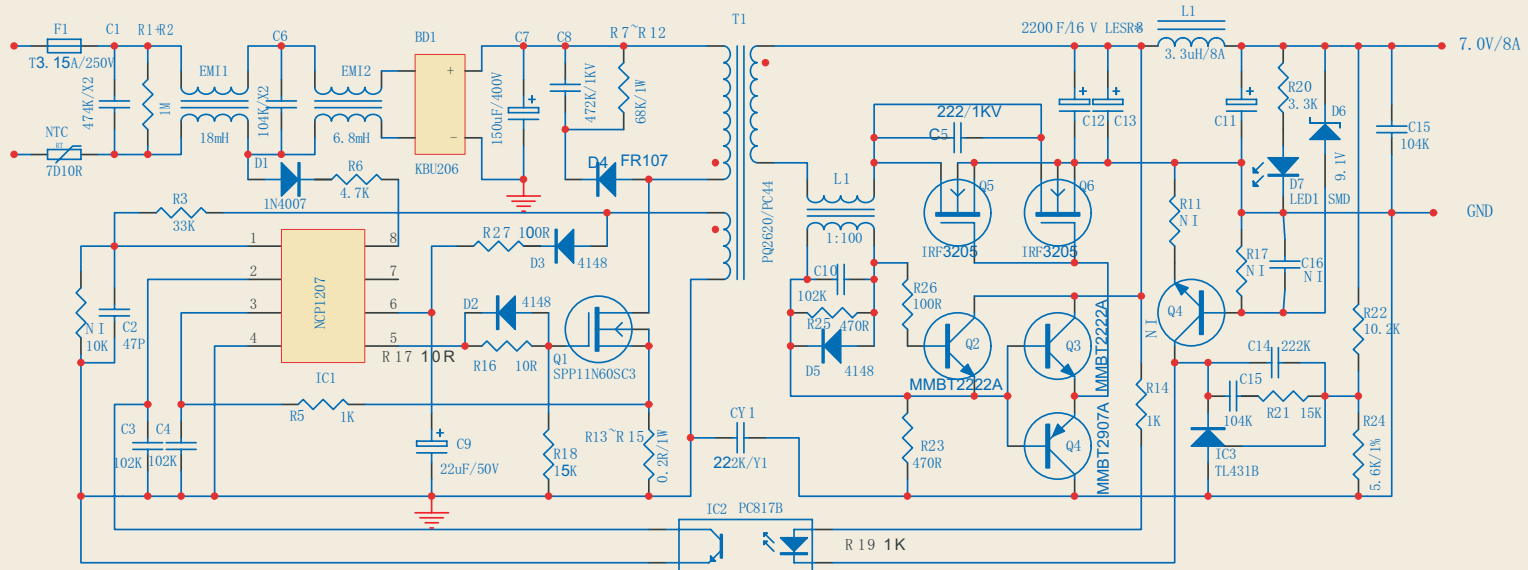 F1
C1
R1+R2
C6
BD1
C7
C8
R7~R12
T1
2200 F/16 V LESR*8
L1
7.0V/8A
T3.15A/250V
474K/X2
1M
EMI1
104K/X2
EMI2
150uF/400V
472K/1KV
68K/1W
3.3uH/8A
R20
3.3K
D6
9.1V
NTC
RT
7D10R
18mH
6.8mH
KBU206
222/1KV
C5
C12
C13
C11
C15
104K
D1
1N4007
R6
4.7K
D4
FR107
PQ2620/PC44
L1
1:100
Q5
Q6
IRF3205
IRF3205
D7
LED1
SMD
GND
R3
33K
1
2
3
4
8
7
6
5
NCP1207
IC1
R27
100R
D3
4148
C10
102K
R25
470R
D5
4148
R26
100R
R11
N I
R17
N I
C16
N I
N I
10K
C2
47P
D2
4148
R 17 10R
R16
10R
Q1
SPP11N60SC3
Q2
MMBT2222A
Q3
MMBT2222A
Q4
N I
R22
10.2K
R5
1K
C14
222K
C15
104K
R21
15K
R14
1K
R24
5.6K/1%
C3
102K
C4
102K
C9
22uF/50V
R18
15K
R13~R 15
0.2R/1W
CY1
222K/Y1
R23
470R
Q4
MMBT2907A
IC3
TL431B
IC2
PC817B
R 19 1K